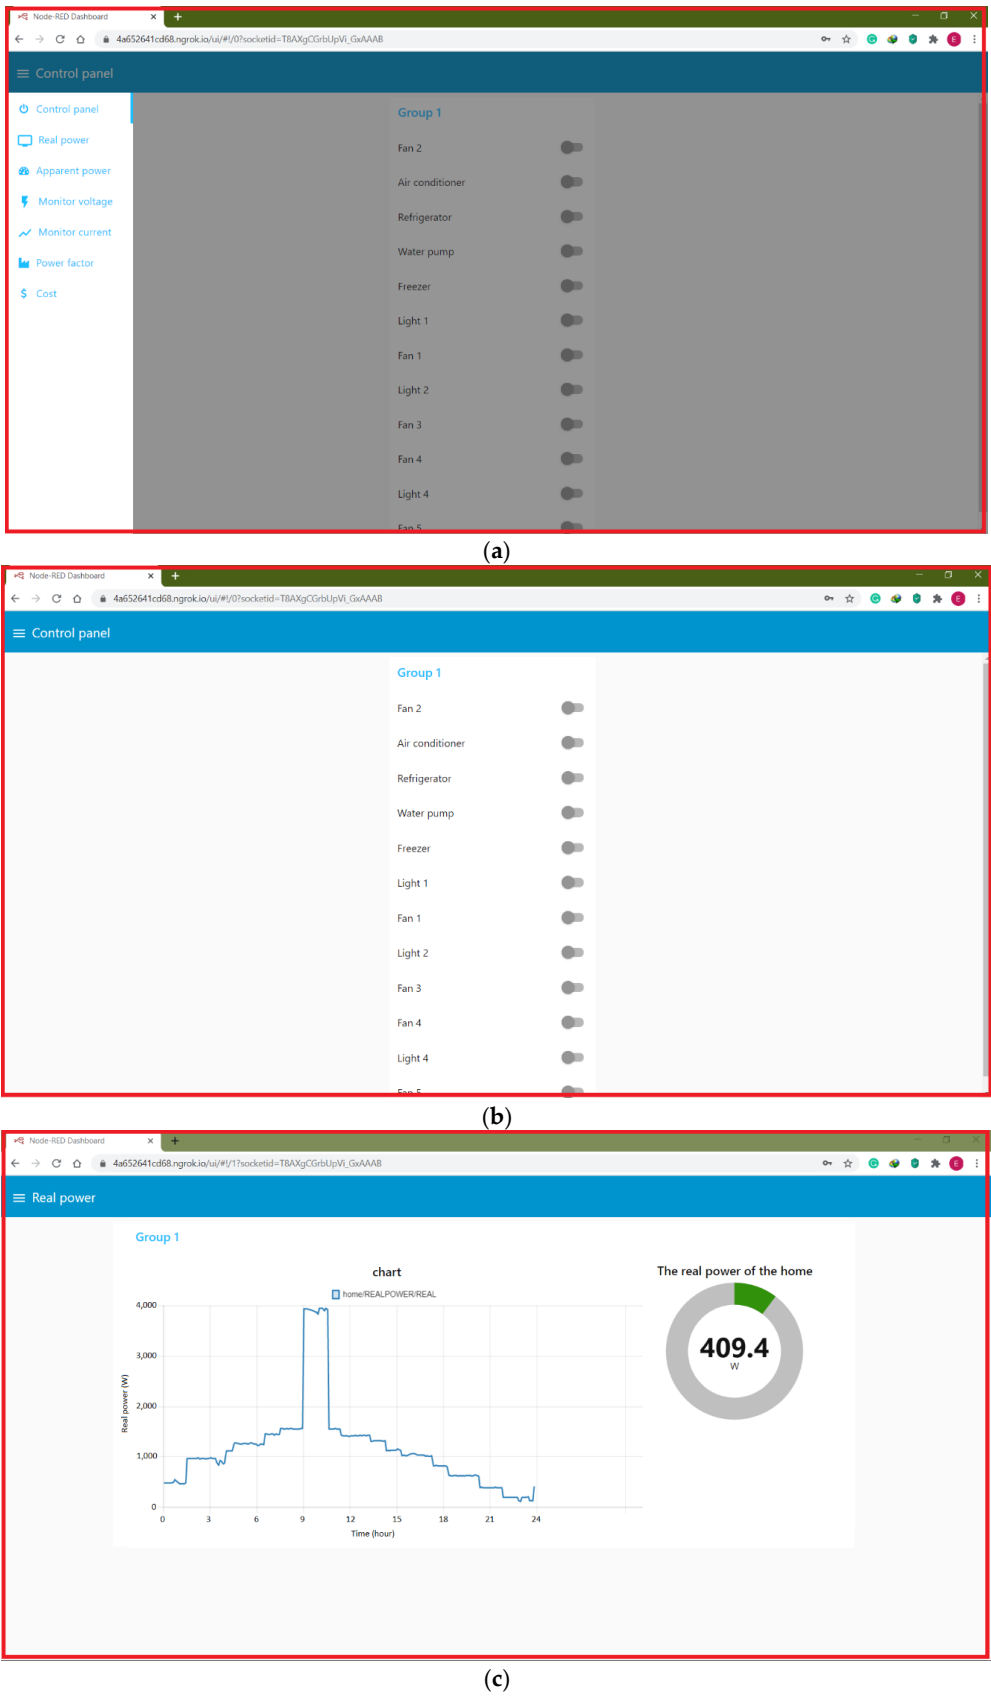 Node-RED Dashboard
4a652641cd68.ngrok.io/ui/#!/0?socketid=T8AXgCGrbUpVi_GxAAAB
E
Control panel
Control panel
Real power
Apparent power
Monitor voltage
Monitor current
Power factor
$ Cost
Group 1
Fan 2
Air conditioner
Refrigerator
Water pump
Freezer
Light 1
Fan 1
Light 2
Fan 3
Fan 4
Light 4
Fan 5
(a)
Node-RED Dashboard
4a652641cd68.ngrok.io/ui/#!/0?socketid=T8AXgCGrbUpVi_GxAAAB
E
Control panel
Group 1
Fan 2
Air conditioner
Refrigerator
Water pump
Freezer
Light 1
Fan 1
Light 2
Fan 3
Fan 4
Light 4
Fan 5
(b)
Node-RED Dashboard
4a652641cd68.ngrok.io/ui/#!/1?socketid=T8AXgCGrbUpVi_GxAAAB
E
Real power
Group 1
chart
home/REALPOWER/REAL
Real power (W)
4,000
3,000
2,000
1,000
0
0 3 6 9 12 15 18 21 24
Time (hour)
The real power of the home
409.4
W
(c)